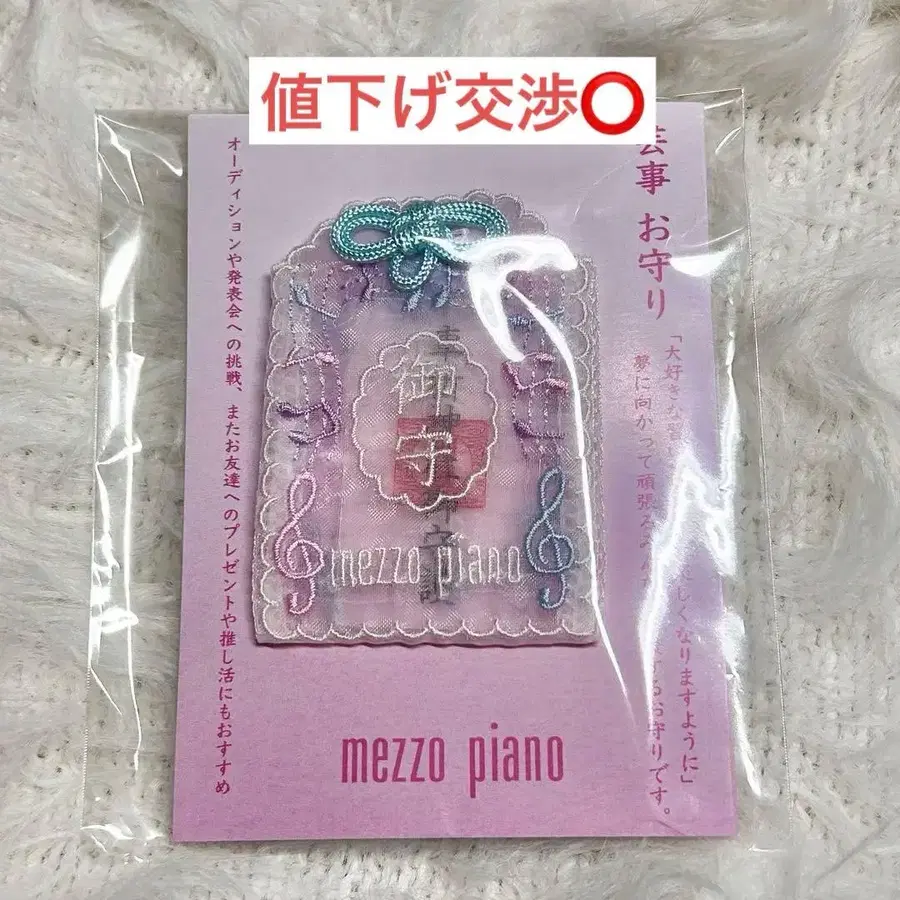 値下げ交渉⭕
芸事 お守り
「大好きな
しくなりますように」
夢に向かって頑張る
るお守りです。
御
守
mezzo piano
mezzo piano
オーディションや発表会への挑戦、またお友達へのプレゼントや推し活にもおすすめ